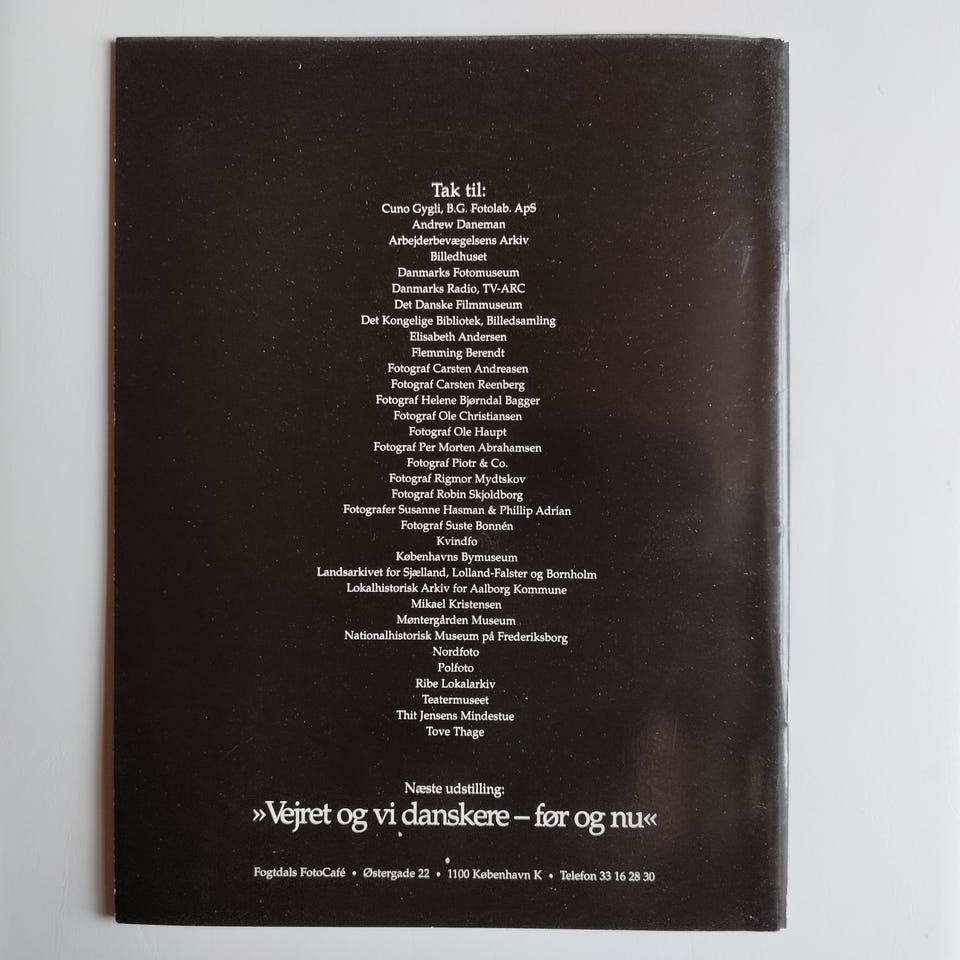 Tak til:
Cuno Gygli, B.G. Fotolab. ApS
Andrew Daneman
Arbejderbevægelsens Arkiv
Billedhuset
Danmarks Fotomuseum
Danmarks Radio, TV-ARC
Det Danske Filmmuseum
Det Kongelige Bibliotek, Billedsamling
Elisabeth Andersen
Flemming Berendt
Fotograf Carsten Andreasen
Fotograf Carsten Reenberg
Fotograf Helene Bjørndal Bagger
Fotograf Ole Christiansen
Fotograf Ole Haupt
Fotograf Per Morten Abrahamsen
Fotograf Piotr & Co.
Fotograf Rigmor Mydtskov
Fotograf Robin Skjoldborg
Fotografer Susanne Hasman & Phillip Adrian
Fotograf Suste Bonnén
Kvindfo
Københavns Bymuseum
Landsarkivet for Sjælland, Lolland-Falster og Bornholm
Lokalhistorisk Arkiv for Aalborg Kommune
Mikael Kristensen
Møntergården Museum
Nationalhistorisk Museum på Frederiksborg
Nordfoto
Polfoto
Ribe Lokalarkiv
Teatermuseet
Thit Jensens Mindestue
Tove Thage
Næste udstilling:
»Vejret og vi danskere – før og nu«
Fogtdals FotoCafé • Østergade 22 • 1100 København K • Telefon 33 16 28 30